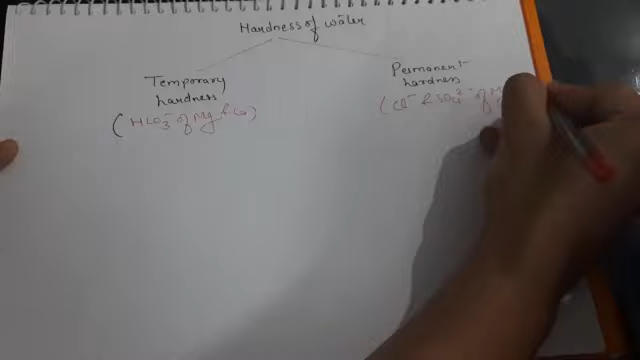 Hardness of water
Temporary
hardness
(HCO₃⁻ of Mg & Ca)
Permanent
hardness
(Cl⁻ & SO₄²⁻ of M